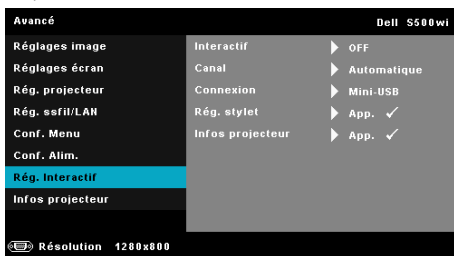 Avancé Dell S500wi
Réglages image
Réglages écran
Rég. projecteur
Rég. ssfil/LAN
Conf. Menu
Conf. Alim.
Rég. Interactif
Infos projecteur
Interactif OFF
Canal Automatique
Connexion Mini-USB
Rég. stylet App. ✓
Infos projecteur App. ✓
Résolution 1280x800